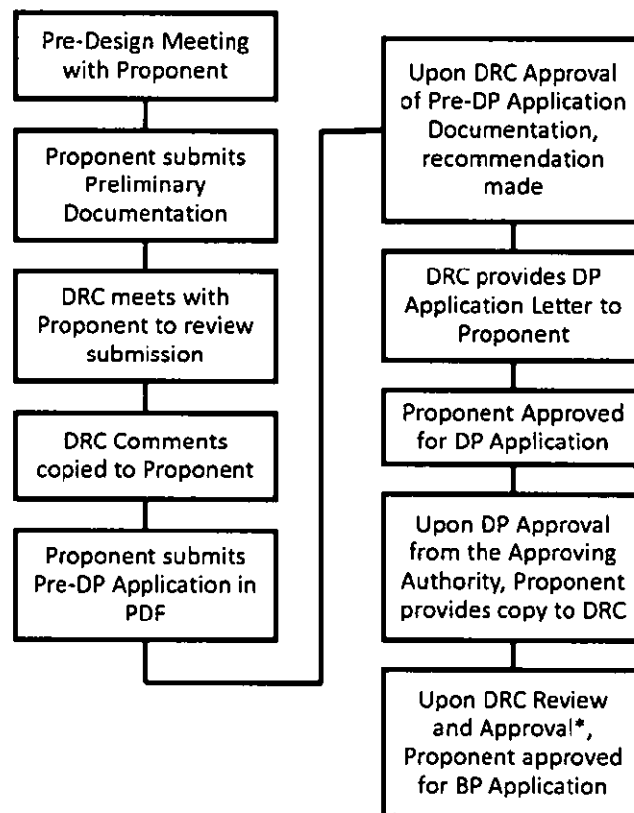 Pre-Design Meeting
with Proponent
Proponent submits
Preliminary
Documentation
DRC meets with
Proponent to review
submission
DRC Comments
copied to Proponent
Proponent submits
Pre-DP Application in
PDF
Upon DRC Approval
of Pre-DP Application
Documentation,
recommendation
made
DRC provides DP
Application Letter to
Proponent
Proponent Approved
for DP Application
Upon DP Approval
from the Approving
Authority, Proponent
provides copy to DRC
Upon DRC Review
and Approval*,
Proponent approved
for BP Application